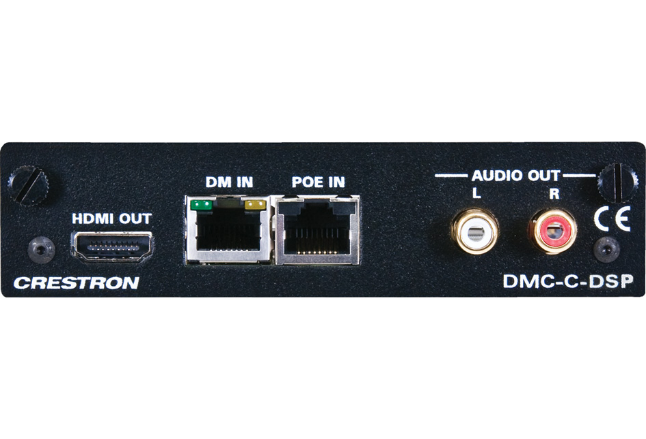 DM IN
POE IN
AUDIO OUT
L
R
HDMI OUT
CE
CRESTRON
DMC-C-DSP